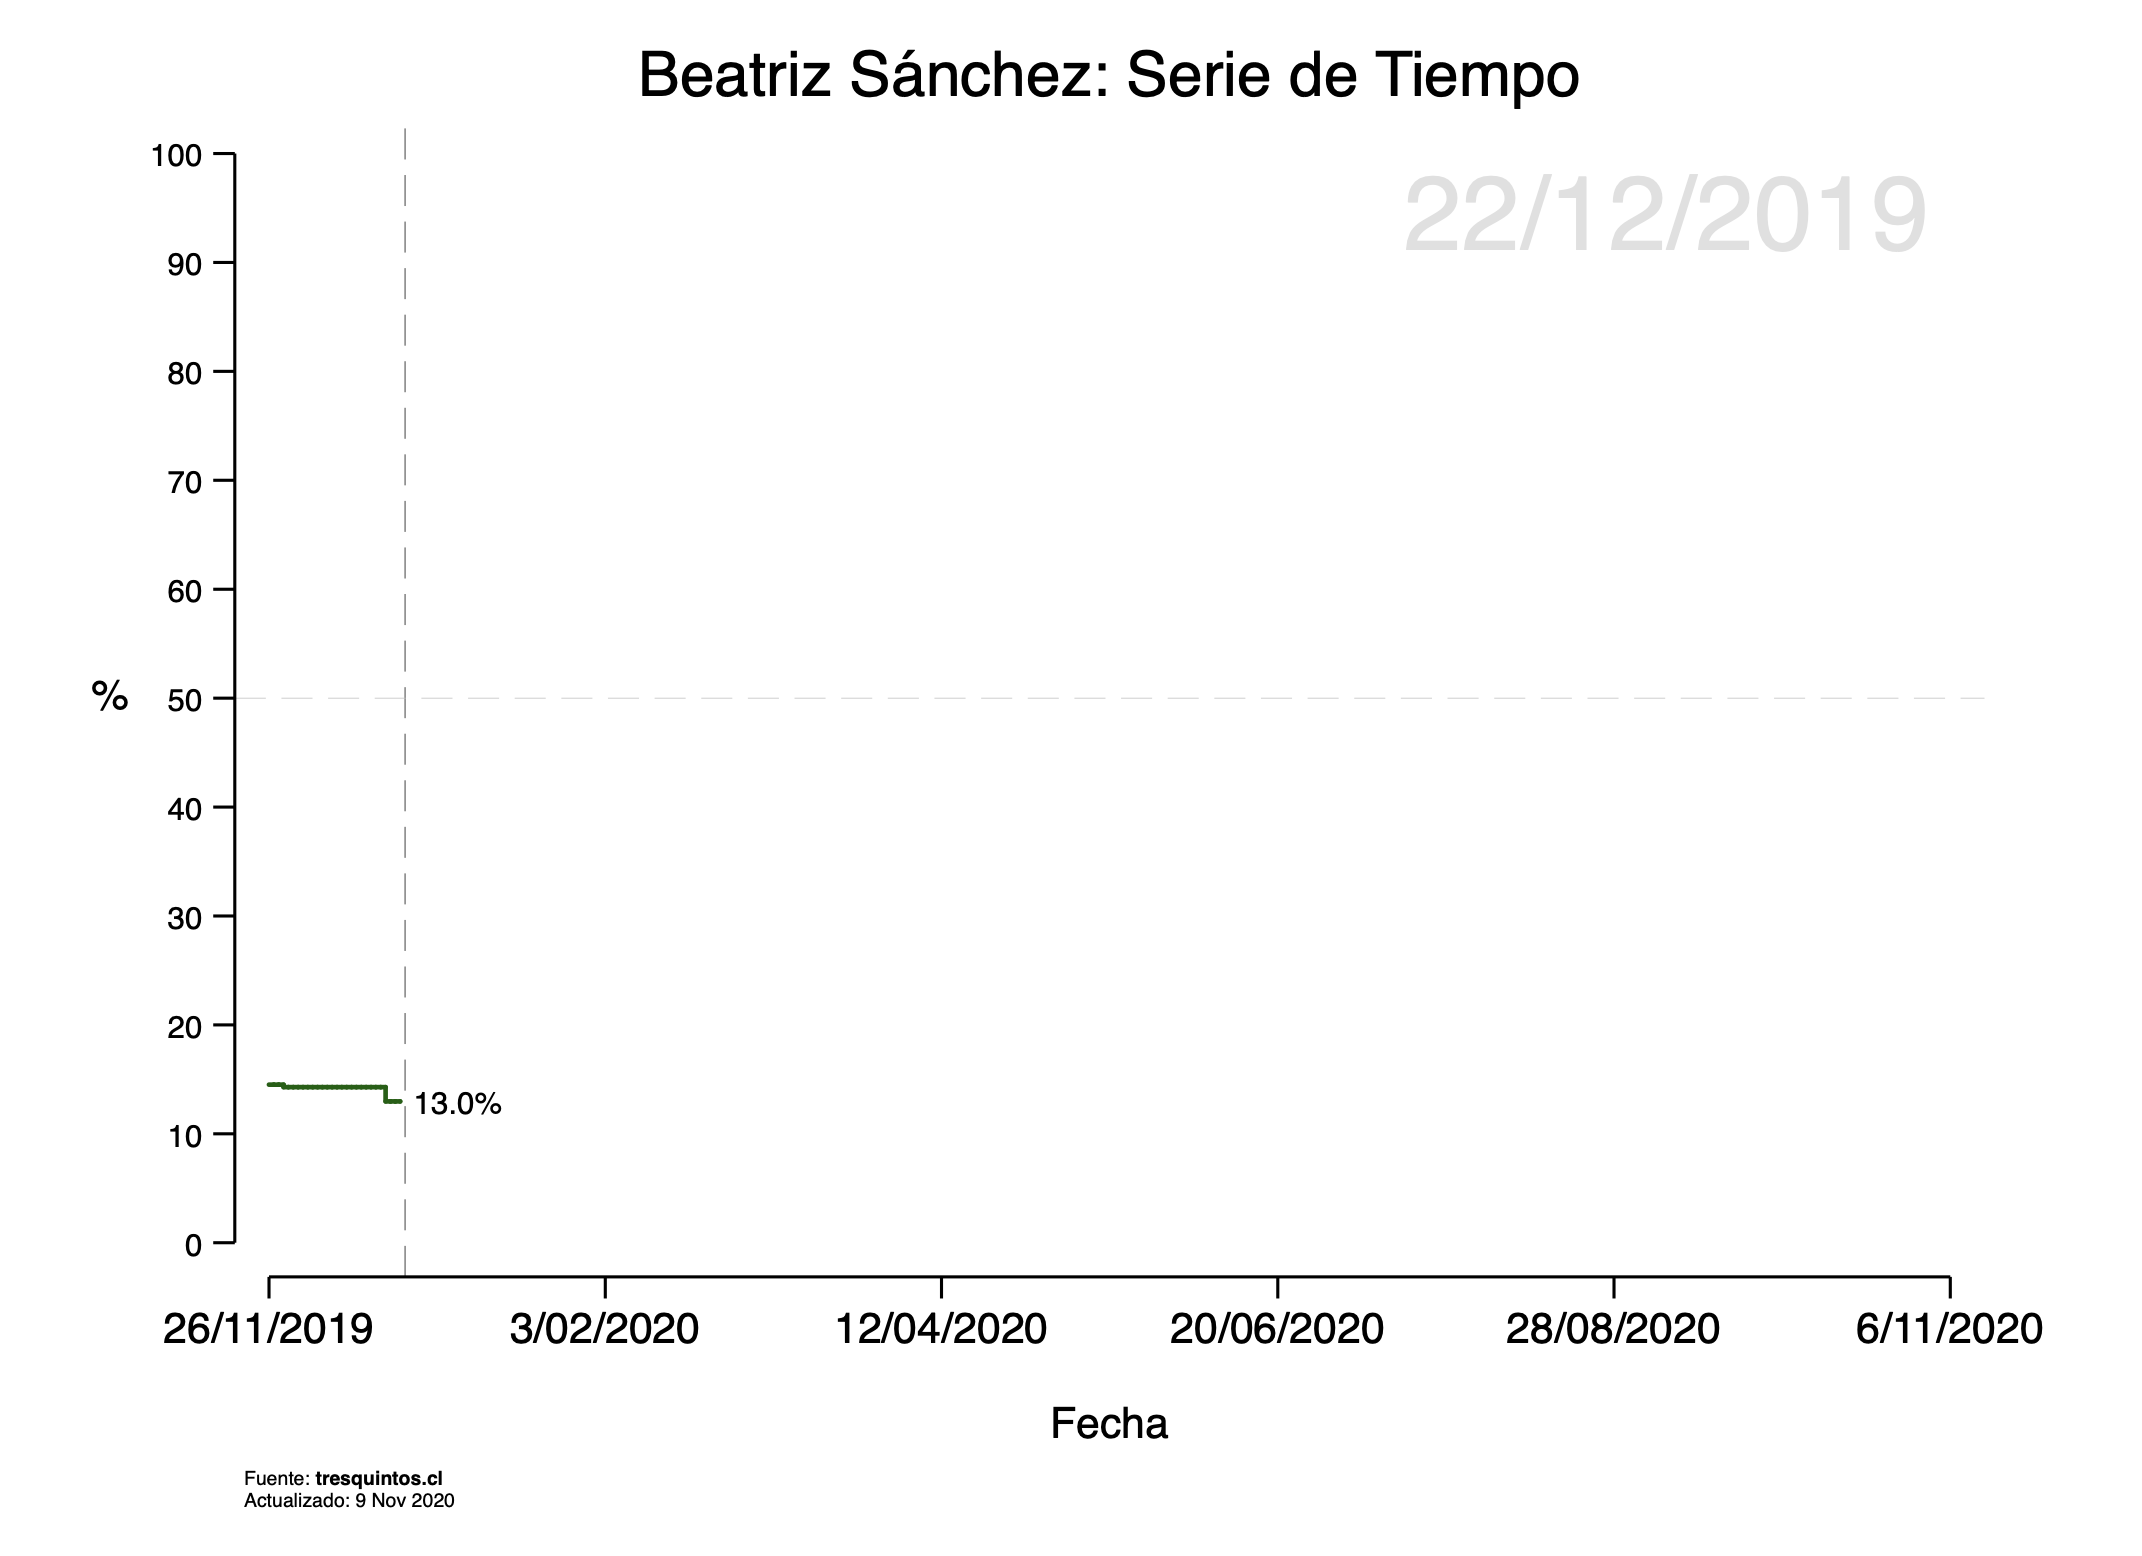 Beatriz Sánchez: Serie de Tiempo
22/12/2019
100
90
80
70
60
50
40
30
20
10
0
%
13.0%
26/11/2019 3/02/2020 12/04/2020 20/06/2020 28/08/2020 6/11/2020
Fecha
Fuente: tresquintos.cl
Actualizado: 9 Nov 2020